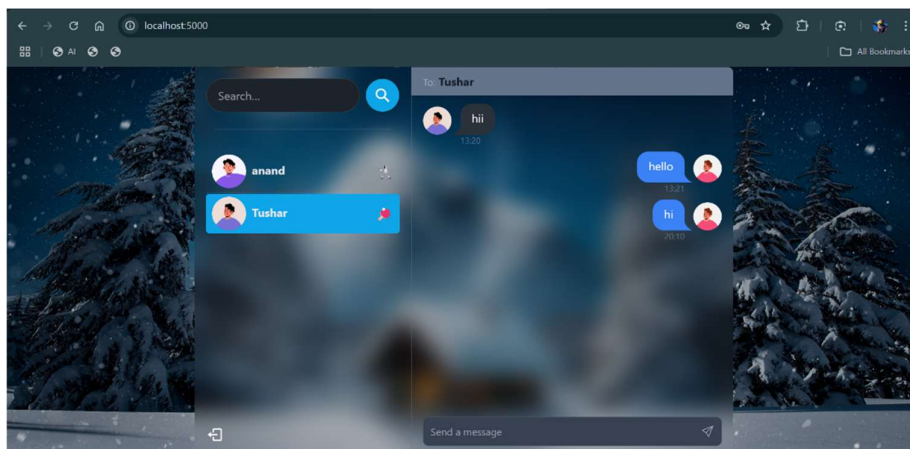 localhost:5000
AI
All Bookmarks
Search...
To: Tushar
hii
13:20
anand
hello
13:21
Tushar
hi
20:10
Send a message